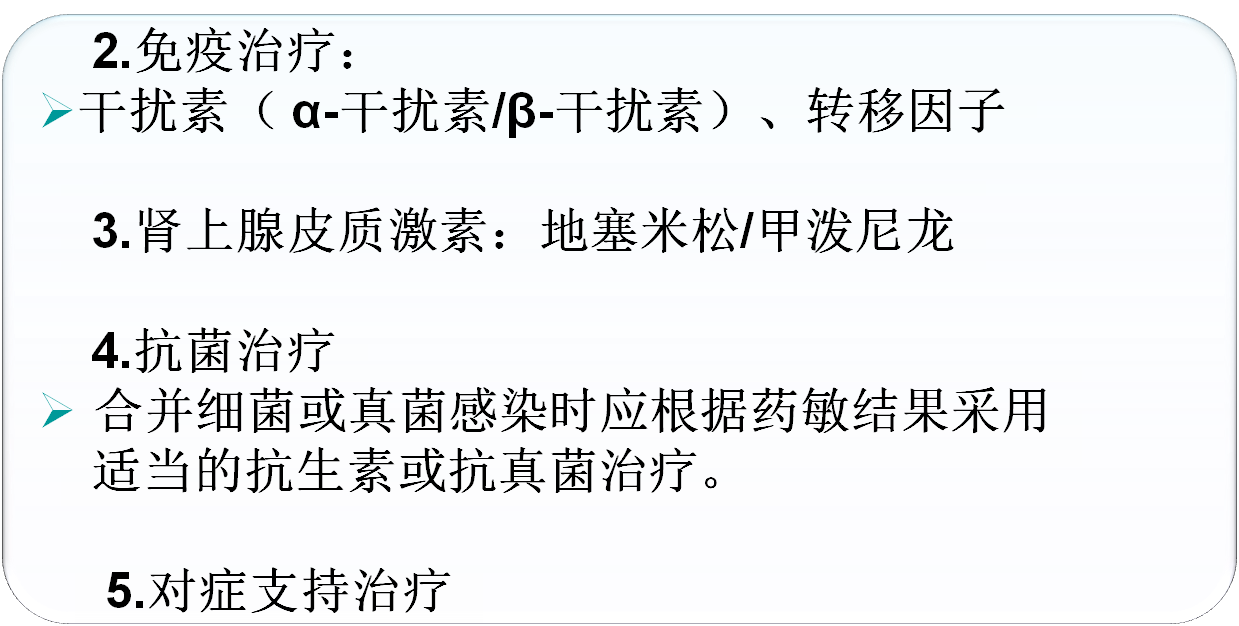 2.免疫治疗：
➢干扰素（ α-干扰素/β-干扰素）、转移因子
3.肾上腺皮质激素：地塞米松/甲泼尼龙
4.抗菌治疗
➢ 合并细菌或真菌感染时应根据药敏结果采用
适当的抗生素或抗真菌治疗。
5.对症支持治疗